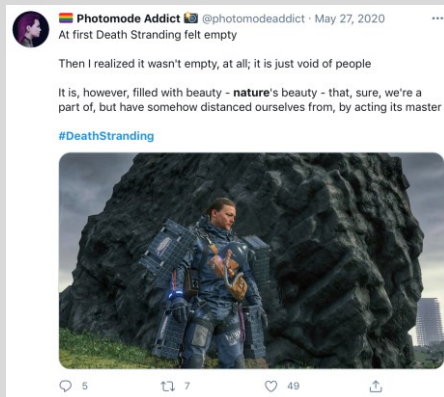 Photomode Addict @photomodeaddict · May 27, 2020
At first Death Stranding felt empty
Then I realized it wasn't empty, at all; it is just void of people
It is, however, filled with beauty - nature's beauty - that, sure, we're a
part of, but have somehow distanced ourselves from, by acting its master
#DeathStranding
5 7 49